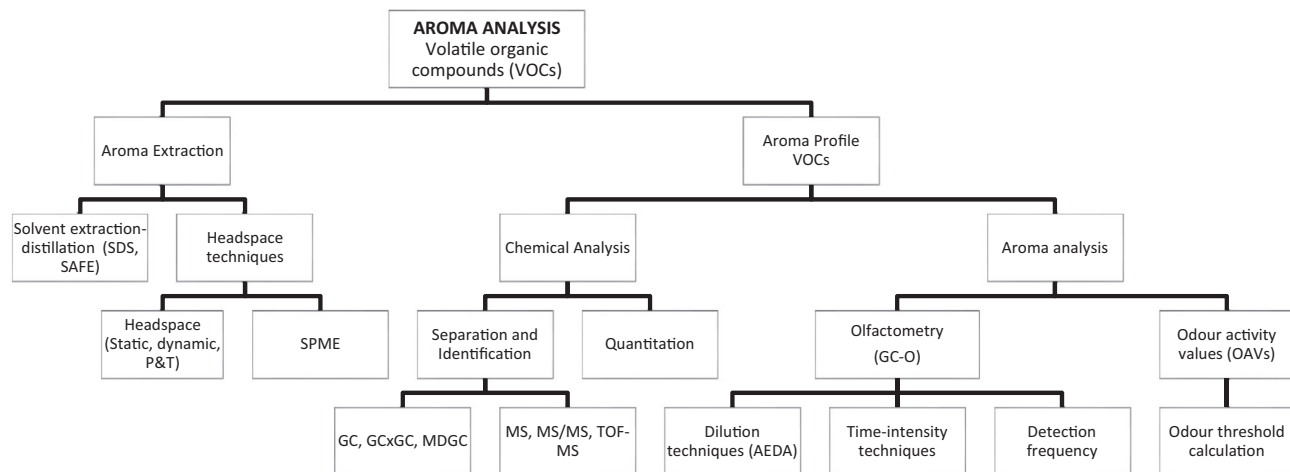 AROMA ANALYSIS
Volatile organic
compounds (VOCs)
Aroma Extraction
Aroma Profile
VOCs
Solvent extraction-
distillation (SDS,
SAFE)
Headspace
techniques
Chemical Analysis
Aroma analysis
Headspace
(Static, dynamic,
P&T)
SPME
Separation and
Identification
Quantitation
Olfactometry
(GC-O)
Odour activity
values (OAVs)
GC, GCxGC, MDGC
MS, MS/MS, TOF-
MS
Dilution
techniques (AEDA)
Time-intensity
techniques
Detection
frequency
Odour threshold
calculation